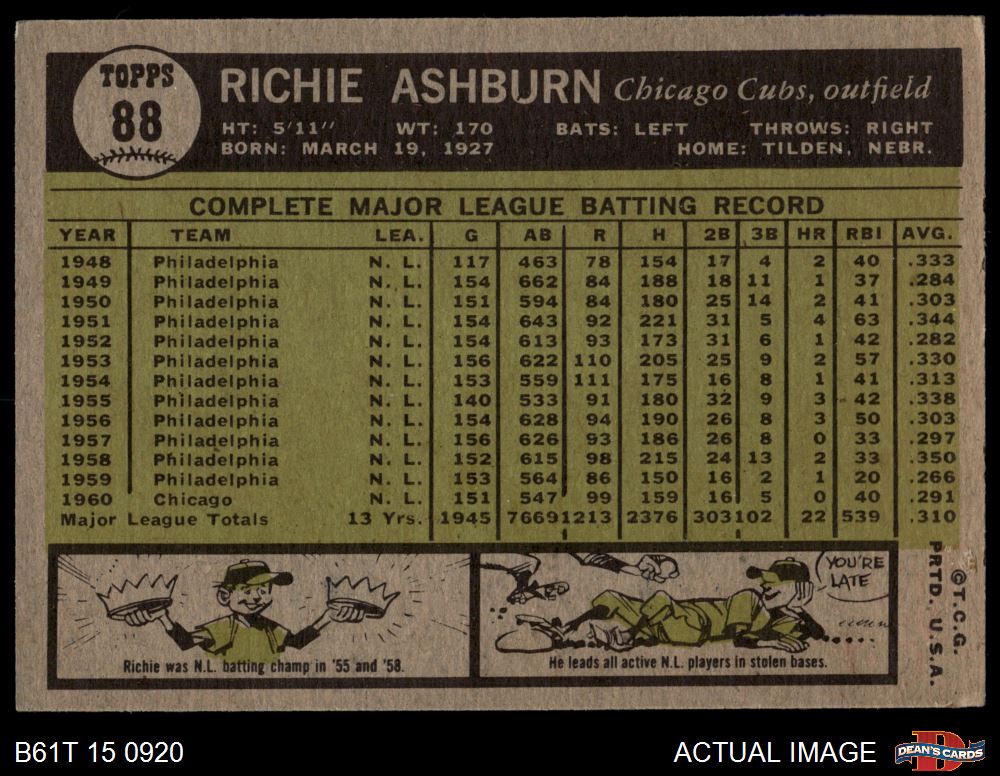 TOPPS
88
RICHIE ASHBURN Chicago Cubs, outfield
HT: 5'11" WT: 170 BATS: LEFT THROWS: RIGHT
BORN: MARCH 19, 1927 HOME: TILDEN, NEBR.
COMPLETE MAJOR LEAGUE BATTING RECORD
YEAR TEAM LEA. G AB R H 2B 3B HR RBI AVG.
1948 Philadelphia N. L. 117 463 78 154 17 4 2 40 .333
1949 Philadelphia N. L. 154 662 84 188 18 11 1 37 .284
1950 Philadelphia N. L. 151 594 84 180 25 14 2 41 .303
1951 Philadelphia N. L. 154 643 92 221 31 5 4 63 .344
1952 Philadelphia N. L. 154 613 93 173 31 6 1 42 .282
1953 Philadelphia N. L. 156 622 110 205 25 9 2 57 .330
1954 Philadelphia N. L. 153 559 111 175 16 8 1 41 .313
1955 Philadelphia N. L. 140 533 91 180 32 9 3 42 .338
1956 Philadelphia N. L. 154 628 94 190 26 8 3 50 .303
1957 Philadelphia N. L. 156 626 93 186 26 8 0 33 .297
1958 Philadelphia N. L. 152 615 98 215 24 13 2 33 .350
1959 Philadelphia N. L. 153 564 86 150 16 2 1 20 .266
1960 Chicago N. L. 151 547 99 159 16 5 0 40 .291
Major League Totals 13 Yrs. 1945 7669 1213 2376 303 102 22 539 .310
YOU'RE
LATE
Richie was N.L. batting champ in '55 and '58.
He leads all active N.L. players in stolen bases.
©T.C.G.
PRTD. U.S.A.
B61T 15 0920
ACTUAL IMAGE
D
DEAN'S CARDS